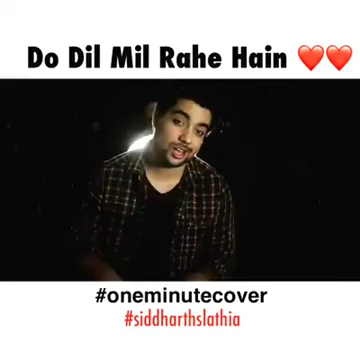 Do Dil Mil Rahe Hain ❤️❤️
#oneminutecover
#siddharthslathia